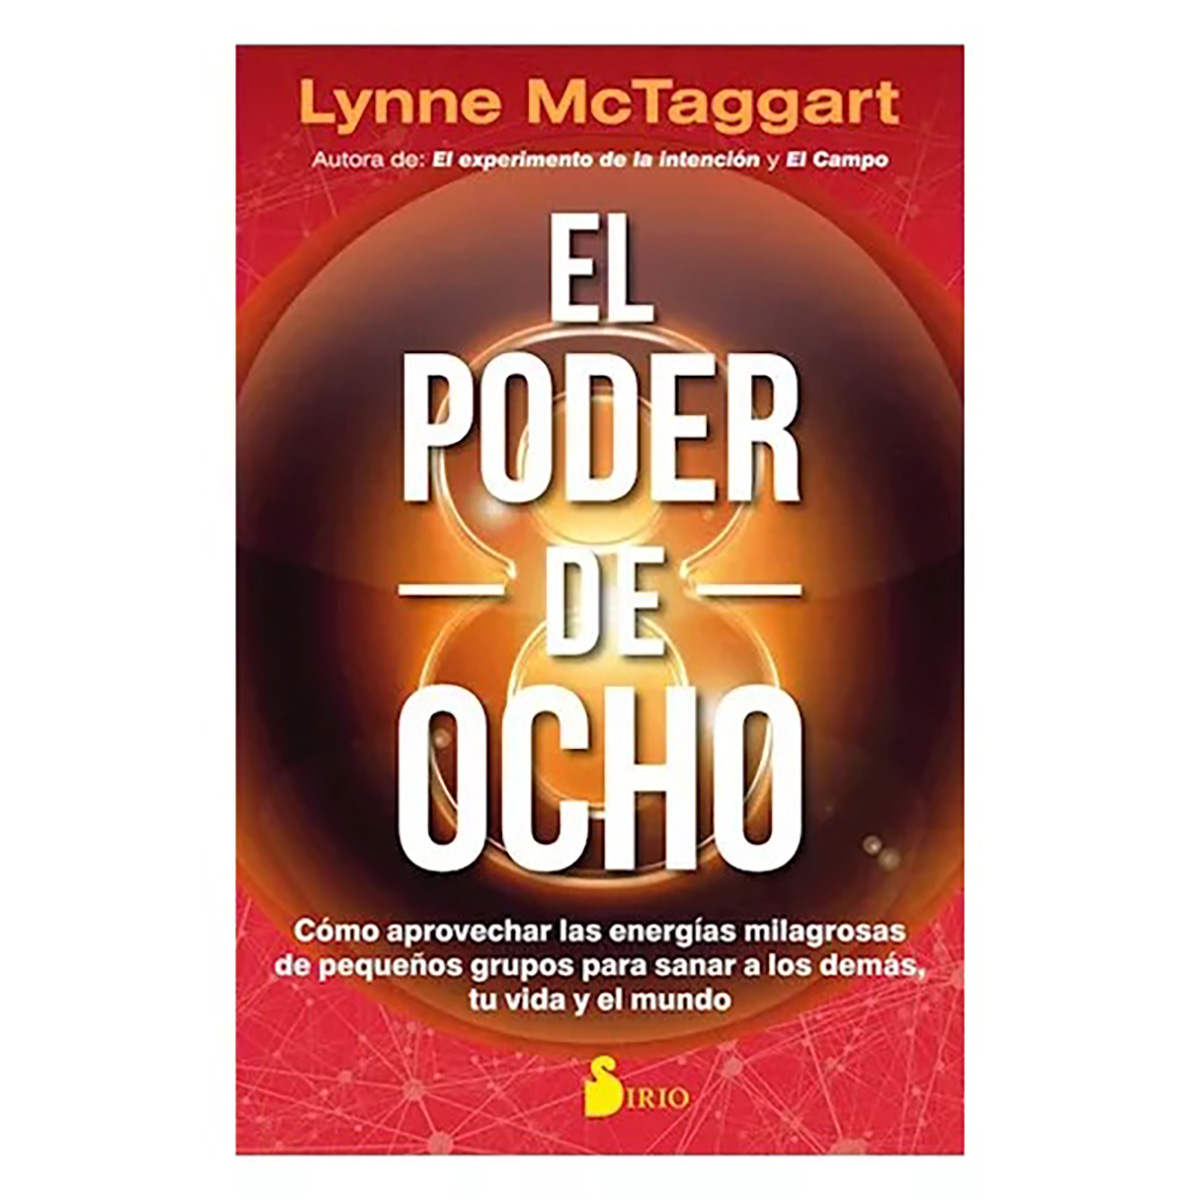 Lynne McTaggart
Autora de: El experimento de la intención y El Campo
EL
PODER
DE
OCHO
Cómo aprovechar las energías milagrosas
de pequeños grupos para sanar a los demás,
tu vida y el mundo
SIRIO